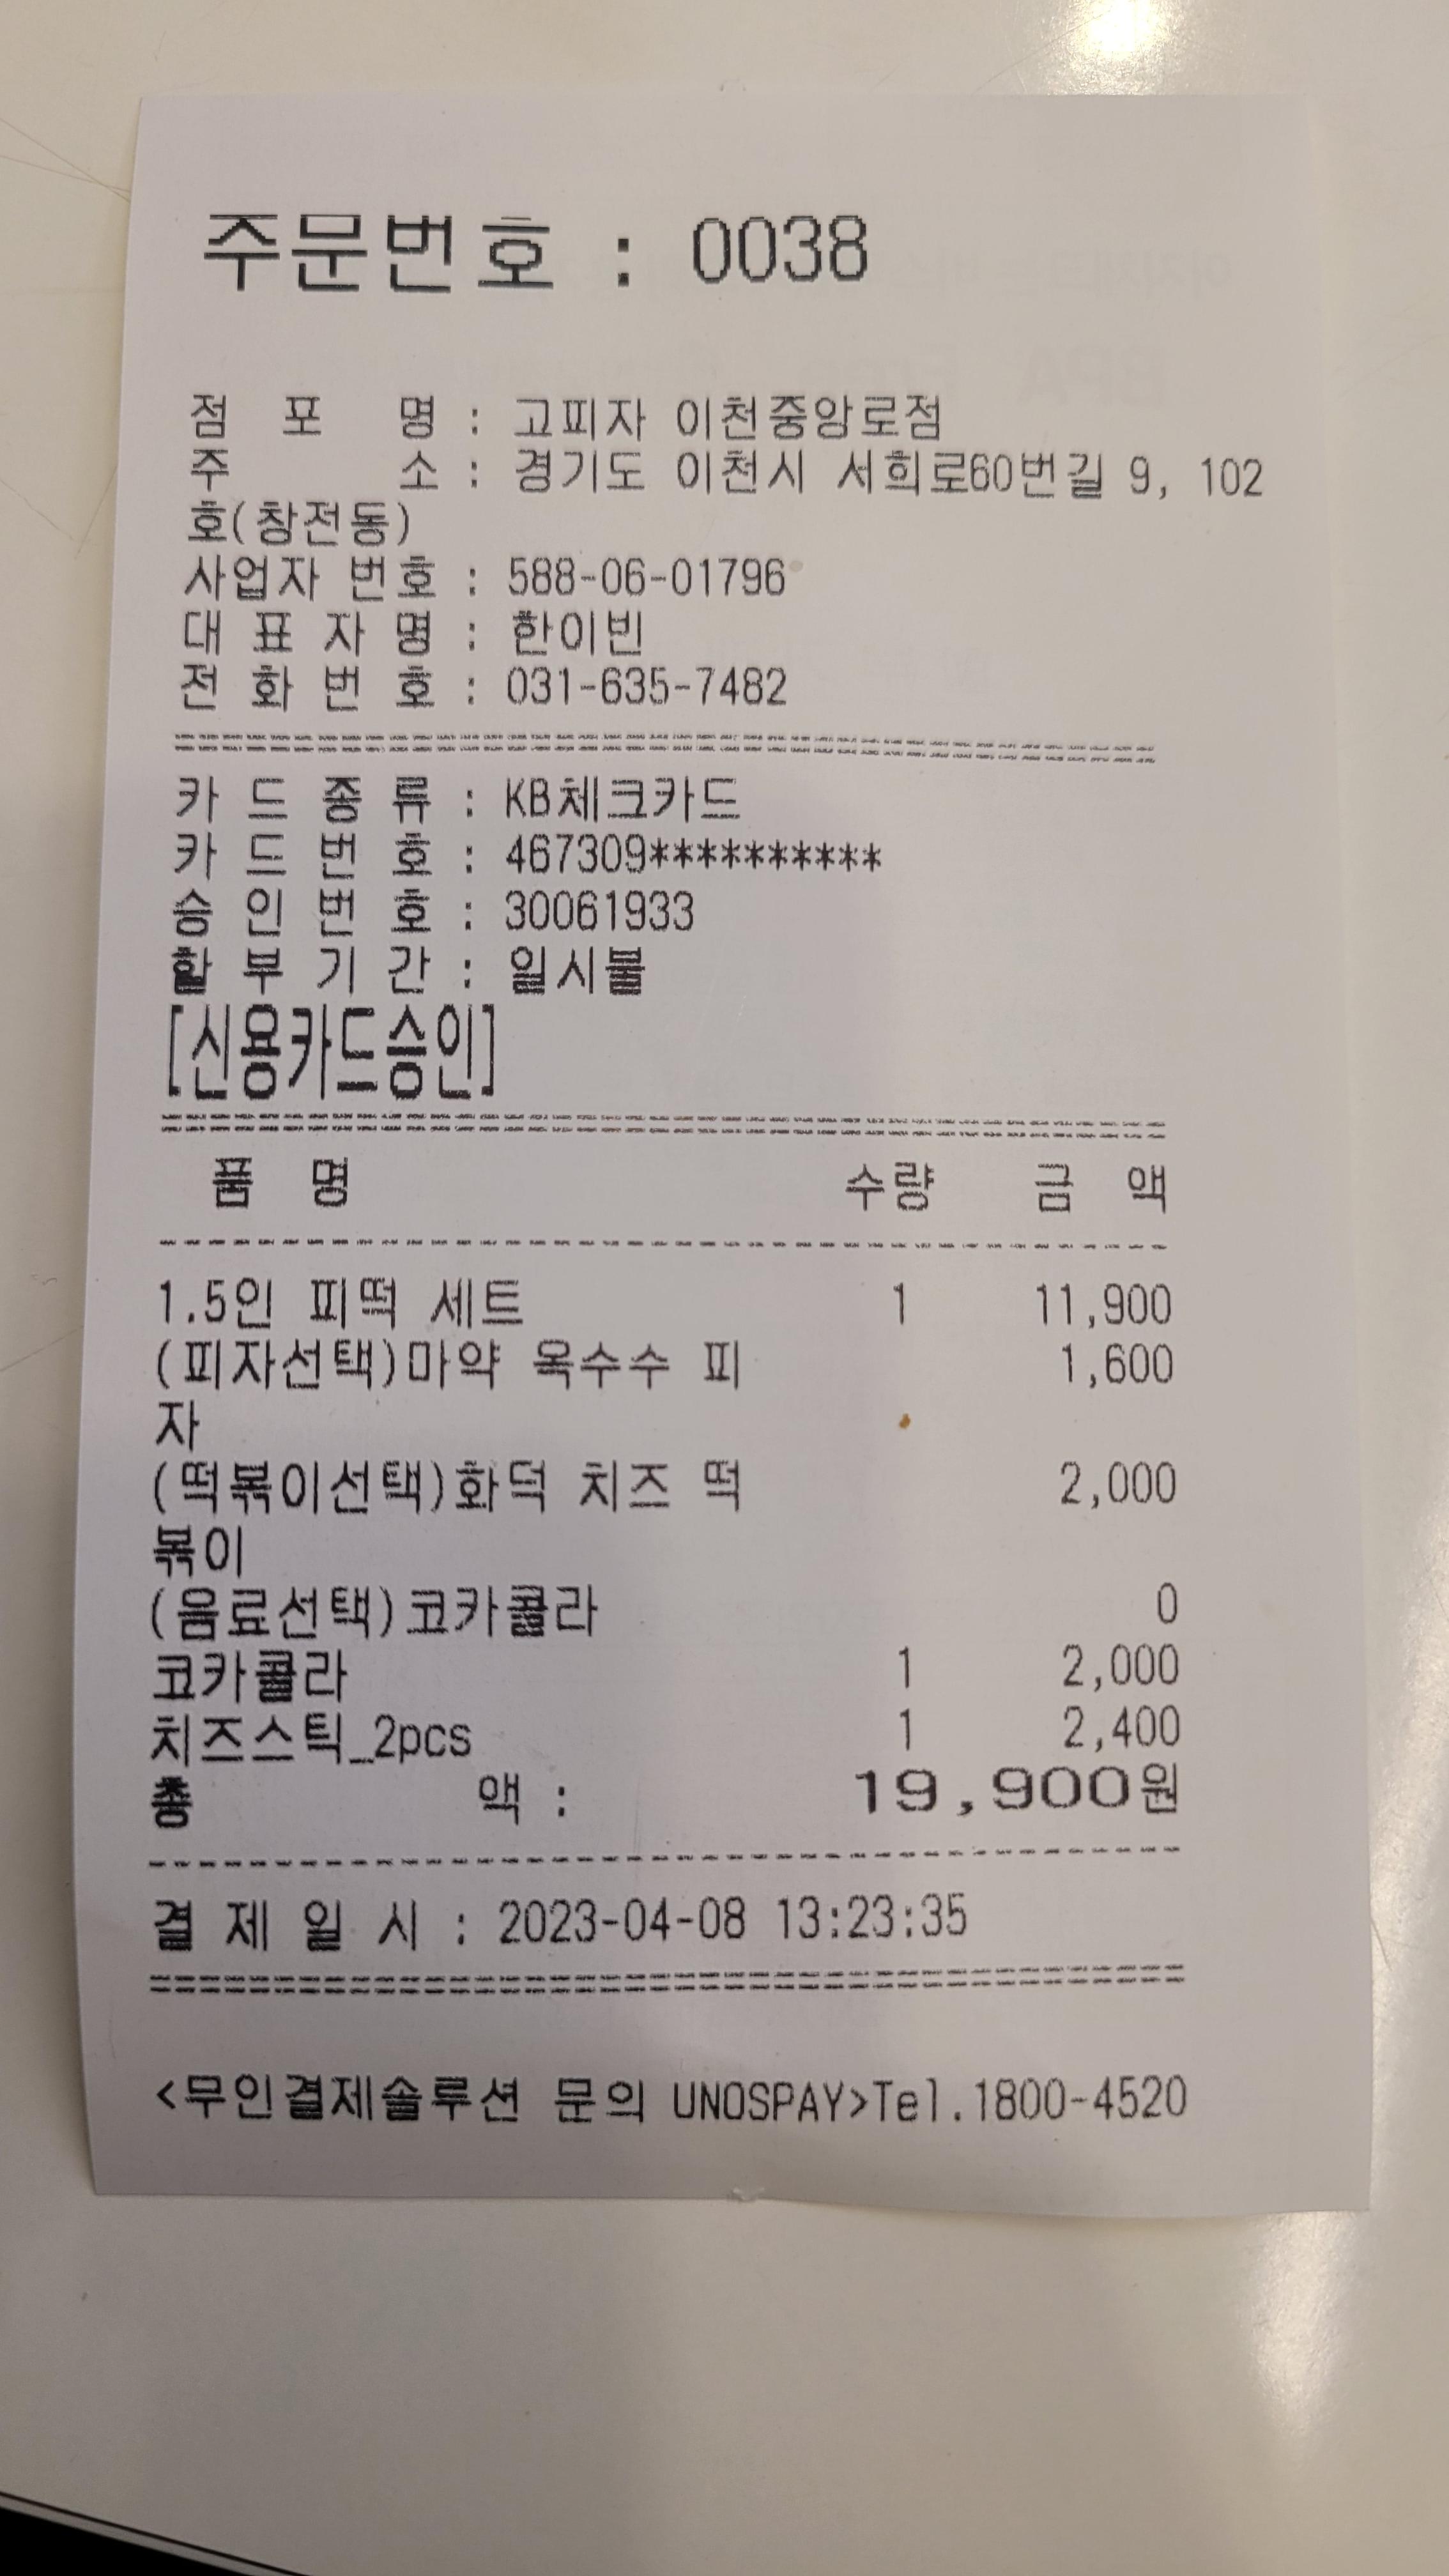 주문번호 : 0038
점 포 명 : 고피자 이천중앙로점
주 소 : 경기도 이천시 서희로60번길 9, 102
호(창전동)
사업자 번호 : 588-06-01796
대 표 자 명 : 한이빈
전 화 번 호 : 031-635-7482
카 드 종 류 : KB체크카드
카 드 번 호 : 467309**********
승 인 번 호 : 30061933
할 부 기 간 : 일시불
[신용카드승인]
품 명 수량 금 액
1.5인 피떡 세트 1 11,900
(피자선택)마약 옥수수 피 1,600
자
(떡볶이선택)화덕 치즈 떡 2,000
볶이
(음료선택)코카콜라 0
코카콜라 1 2,000
치즈스틱_2pcs 1 2,400
총 액 : 19,900원
결 제 일 시 : 2023-04-08 13:23:35
<무인결제솔루션 문의 UNOSPAY>Tel.1800-4520